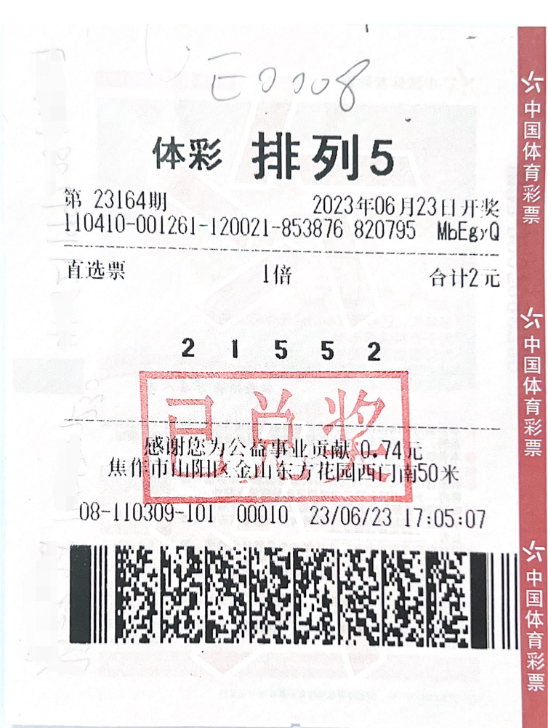 E0008
体彩 排列5
第 23164期 2023年06月23日开奖
110410-001261-120021-853876 820795 MbEgyQ
直选票 1倍 合计2元
2 1 5 5 2
已兑奖
感谢您为公益事业贡献 0.74元
焦作市山阳区金山东方花园西门南50米
08-110309-101 00010 23/06/23 17:05:07
中国体育彩票
中国体育彩票
中国体育彩票